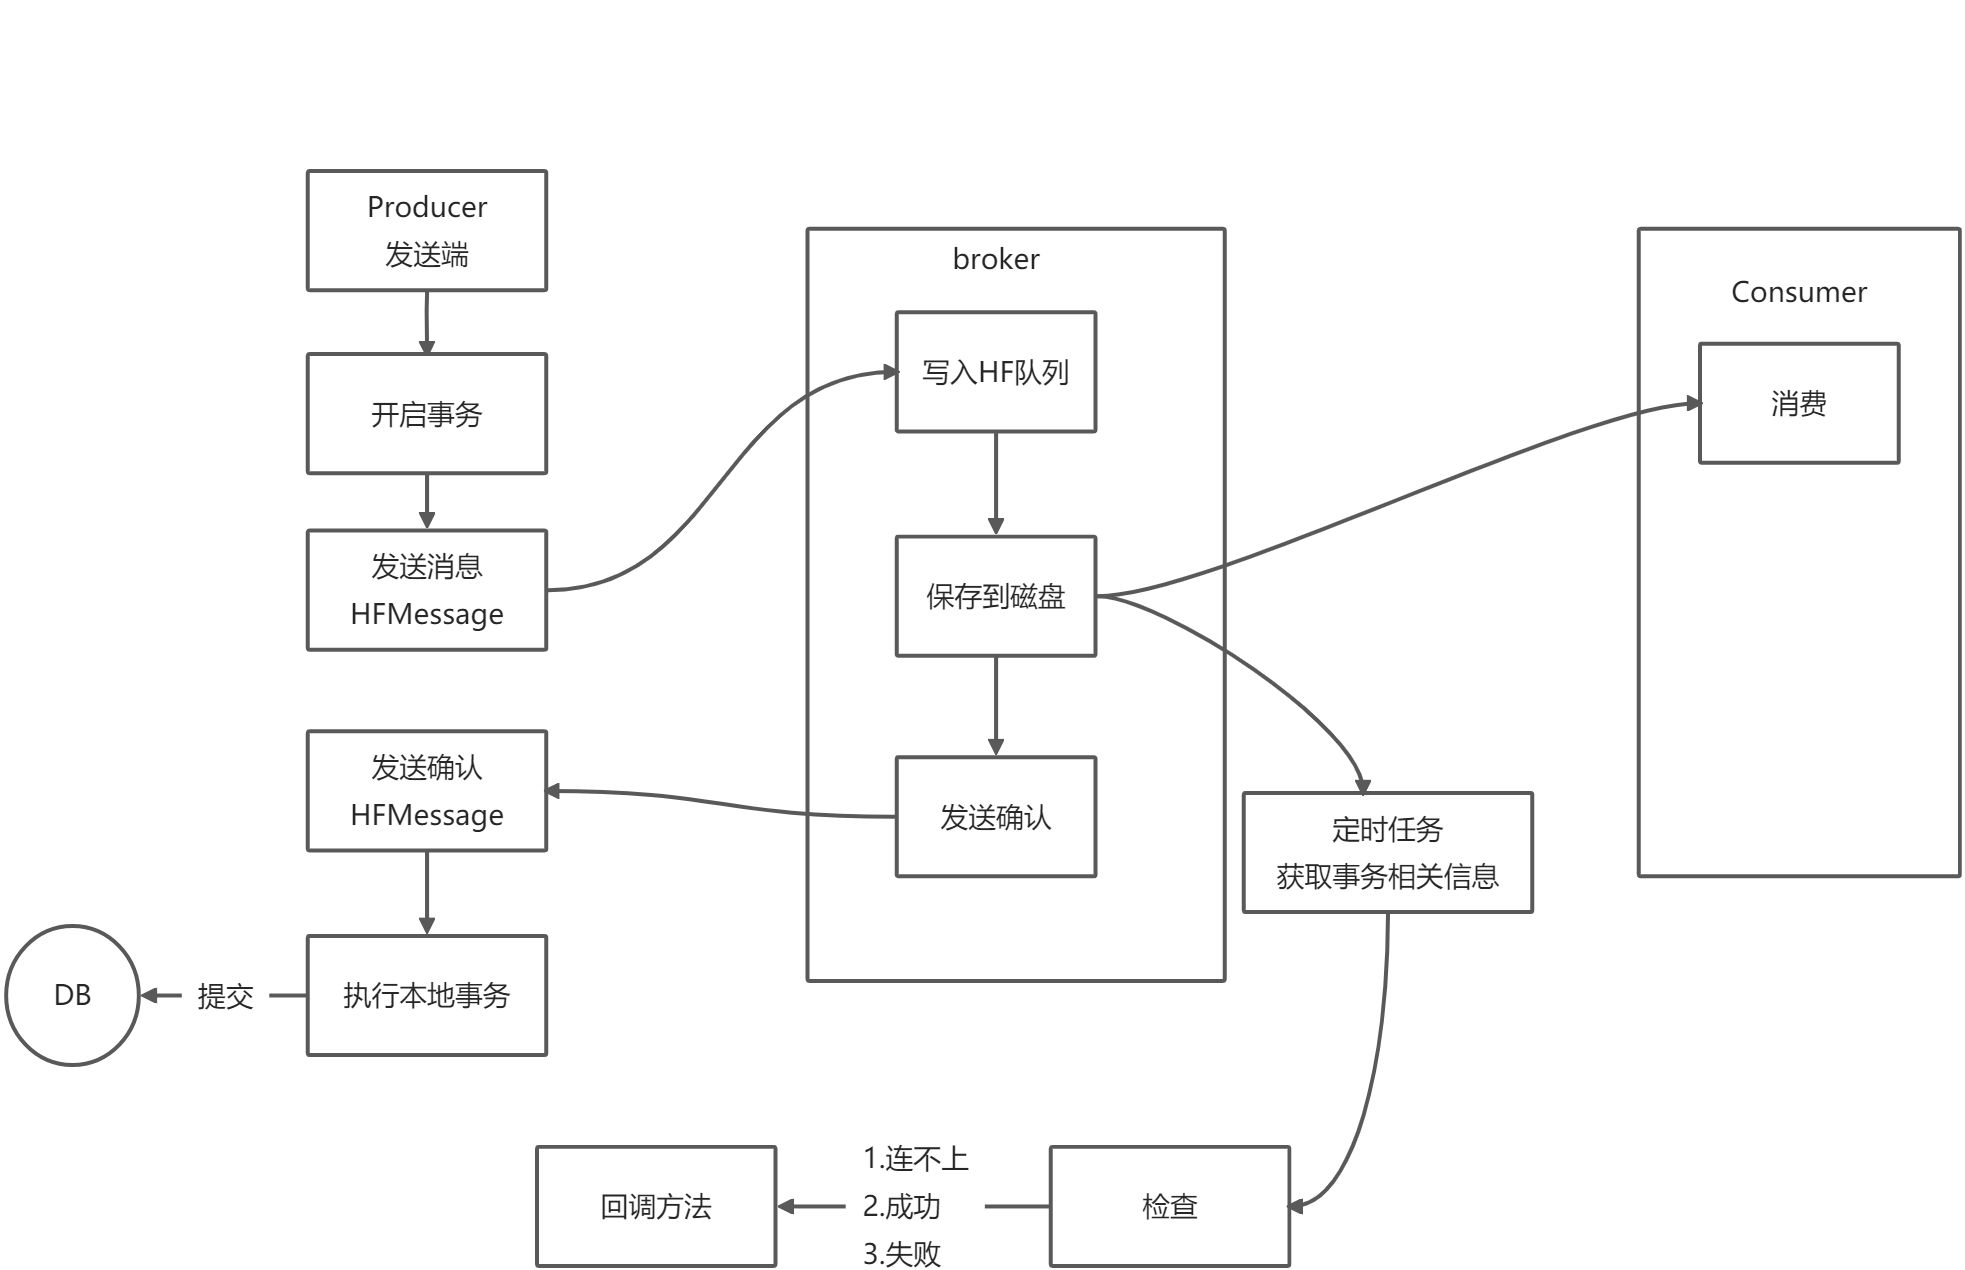 Producer
发送端
开启事务
发送消息
HFMessage
发送确认
HFMessage
执行本地事务
提交
DB
broker
写入HF队列
保存到磁盘
发送确认
Consumer
消费
定时任务
获取事务相关信息
检查
1.连不上
2.成功
3.失败
回调方法